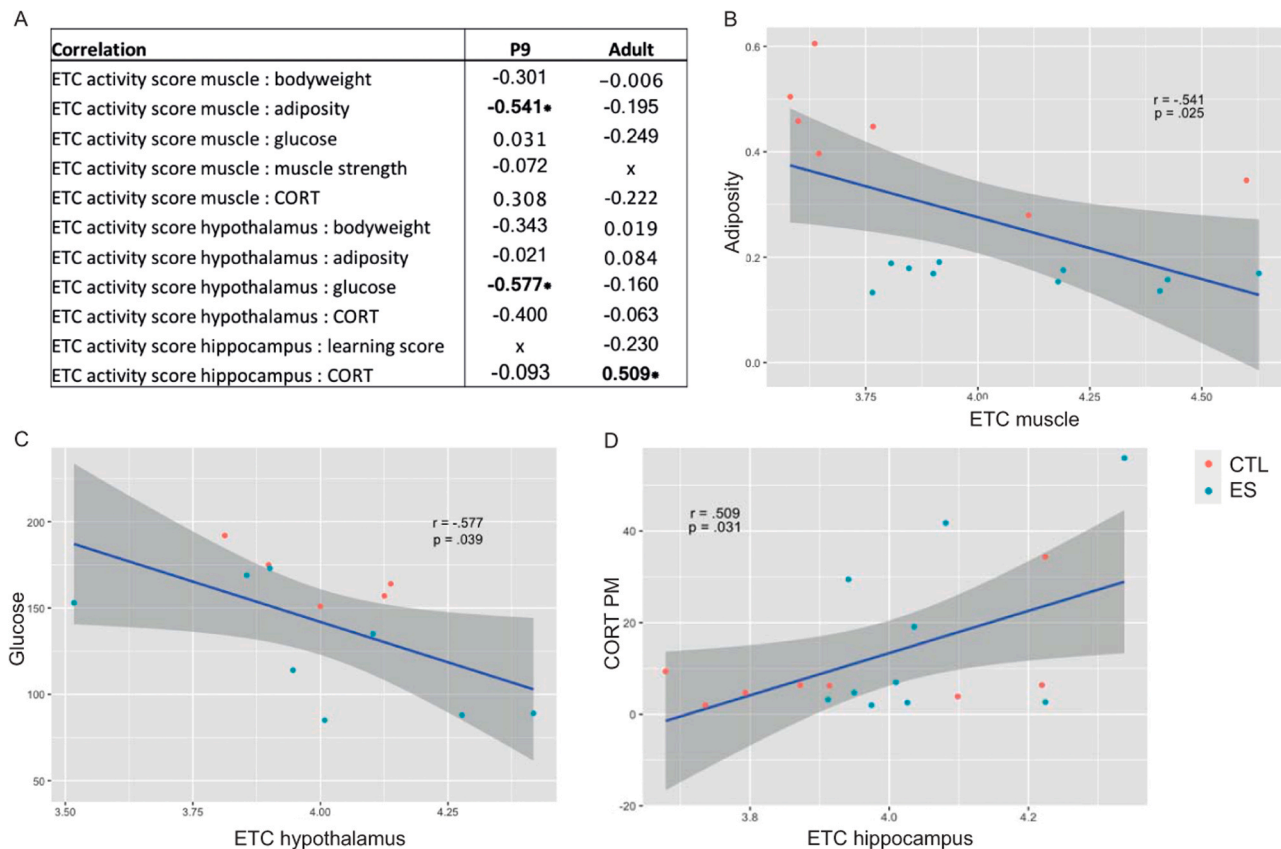 A
Correlation P9 Adult
ETC activity score muscle : bodyweight -0.301 -0.006
ETC activity score muscle : adiposity -0.541* -0.195
ETC activity score muscle : glucose 0.031 -0.249
ETC activity score muscle : muscle strength -0.072 x
ETC activity score muscle : CORT 0.308 -0.222
ETC activity score hypothalamus : bodyweight -0.343 0.019
ETC activity score hypothalamus : adiposity -0.021 0.084
ETC activity score hypothalamus : glucose -0.577* -0.160
ETC activity score hypothalamus : CORT -0.400 -0.063
ETC activity score hippocampus : learning score x -0.230
ETC activity score hippocampus : CORT -0.093 0.509*
B
0.6
0.4
0.2
0.0
Adiposity
r = -.541
p = .025
3.75 4.00 4.25 4.50
ETC muscle
C
200
150
100
50
Glucose
r = -.577
p = .039
3.50 3.75 4.00 4.25
ETC hypothalamus
D
40
20
0
-20
CORT PM
r = .509
p = .031
3.8 4.0 4.2
ETC hippocampus
CTL
ES